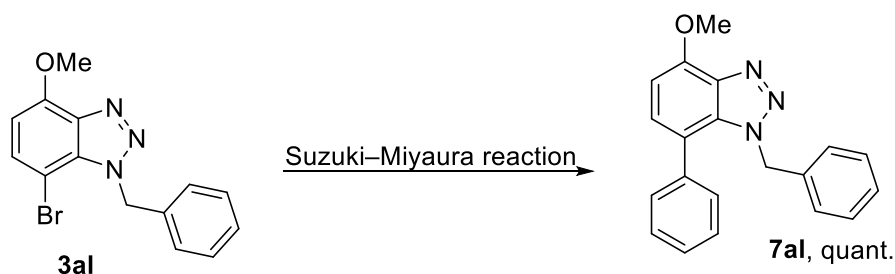 OMe
N
N
N
Br
3al
Suzuki–Miyaura reaction
OMe
N
N
N
7al, quant.